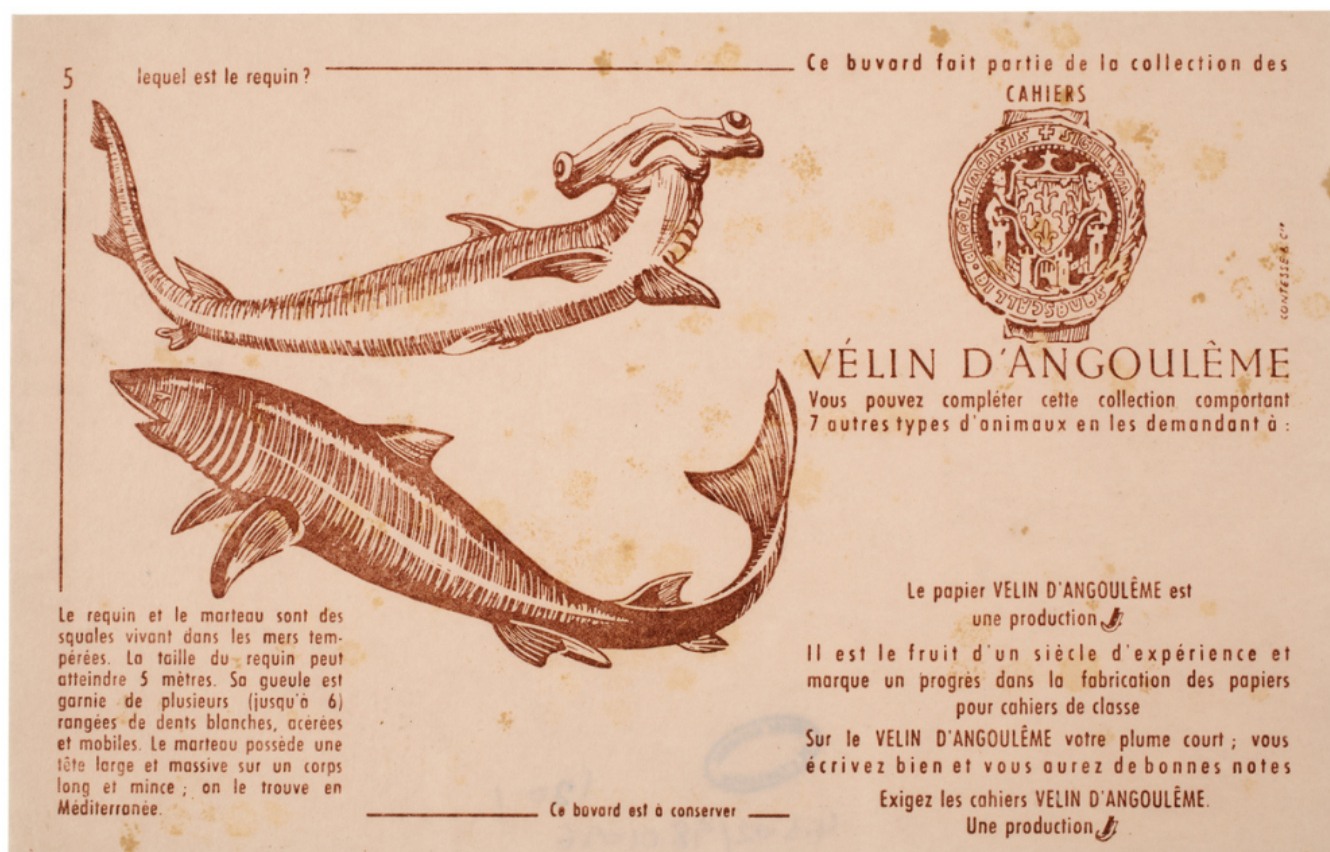 5 lequel est le requin ?
Ce buvard fait partie de la collection des
CAHIERS
SIGILLVM
CONTESSE & Cie
VÉLIN D'ANGOULÊME
Vous pouvez compléter cette collection comportant
7 autres types d'animaux en les demandant à :
Le requin et le marteau sont des
squales vivant dans les mers tem-
pérées. La taille du requin peut
atteindre 5 mètres. Sa gueule est
garnie de plusieurs (jusqu'à 6)
rangées de dents blanches, acérées
et mobiles. Le marteau possède une
tête large et massive sur un corps
long et mince ; on le trouve en
Méditerranée.
Ce buvard est à conserver
Le papier VELIN D'ANGOULÊME est
une production
Il est le fruit d'un siècle d'expérience et
marque un progrès dans la fabrication des papiers
pour cahiers de classe
Sur le VELIN D'ANGOULÊME votre plume court ; vous
écrivez bien et vous aurez de bonnes notes
Exigez les cahiers VELIN D'ANGOULÊME.
Une production